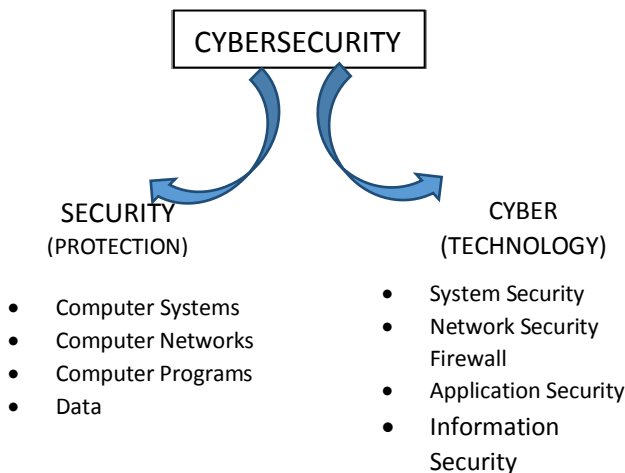 CYBERSECURITY
SECURITY
(PROTECTION)
• Computer Systems
• Computer Networks
• Computer Programs
• Data
CYBER
(TECHNOLOGY)
• System Security
• Network Security
Firewall
• Application Security
• Information
Security